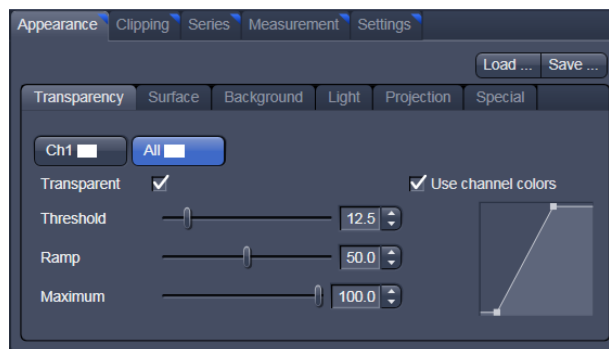 Appearance Clipping Series Measurement Settings
Load ... Save ...
Transparency Surface Background Light Projection Special
Ch1 All
Transparent Use channel colors
Threshold 12.5
Ramp 50.0
Maximum 100.0